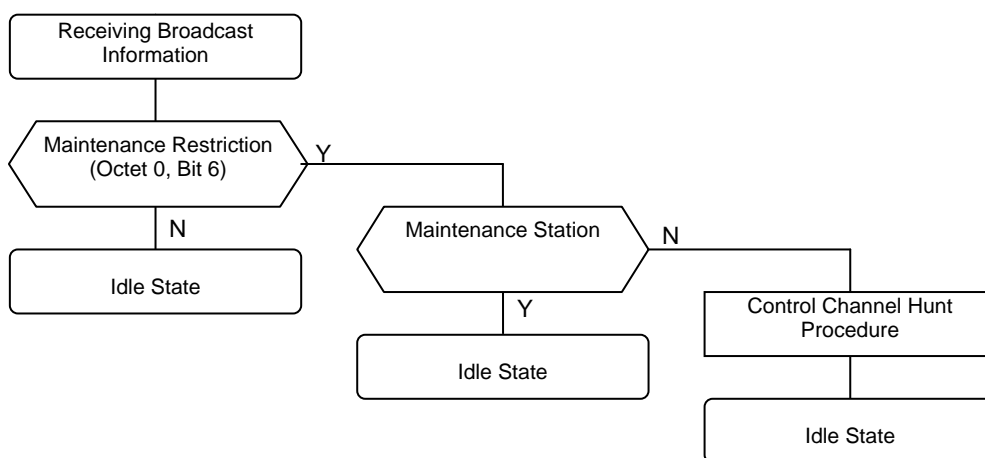 Receiving Broadcast
Information
Maintenance Restriction
(Octet 0, Bit 6)
Y
N
Idle State
Maintenance Station
N
Y
Idle State
Control Channel Hunt
Procedure
Idle State